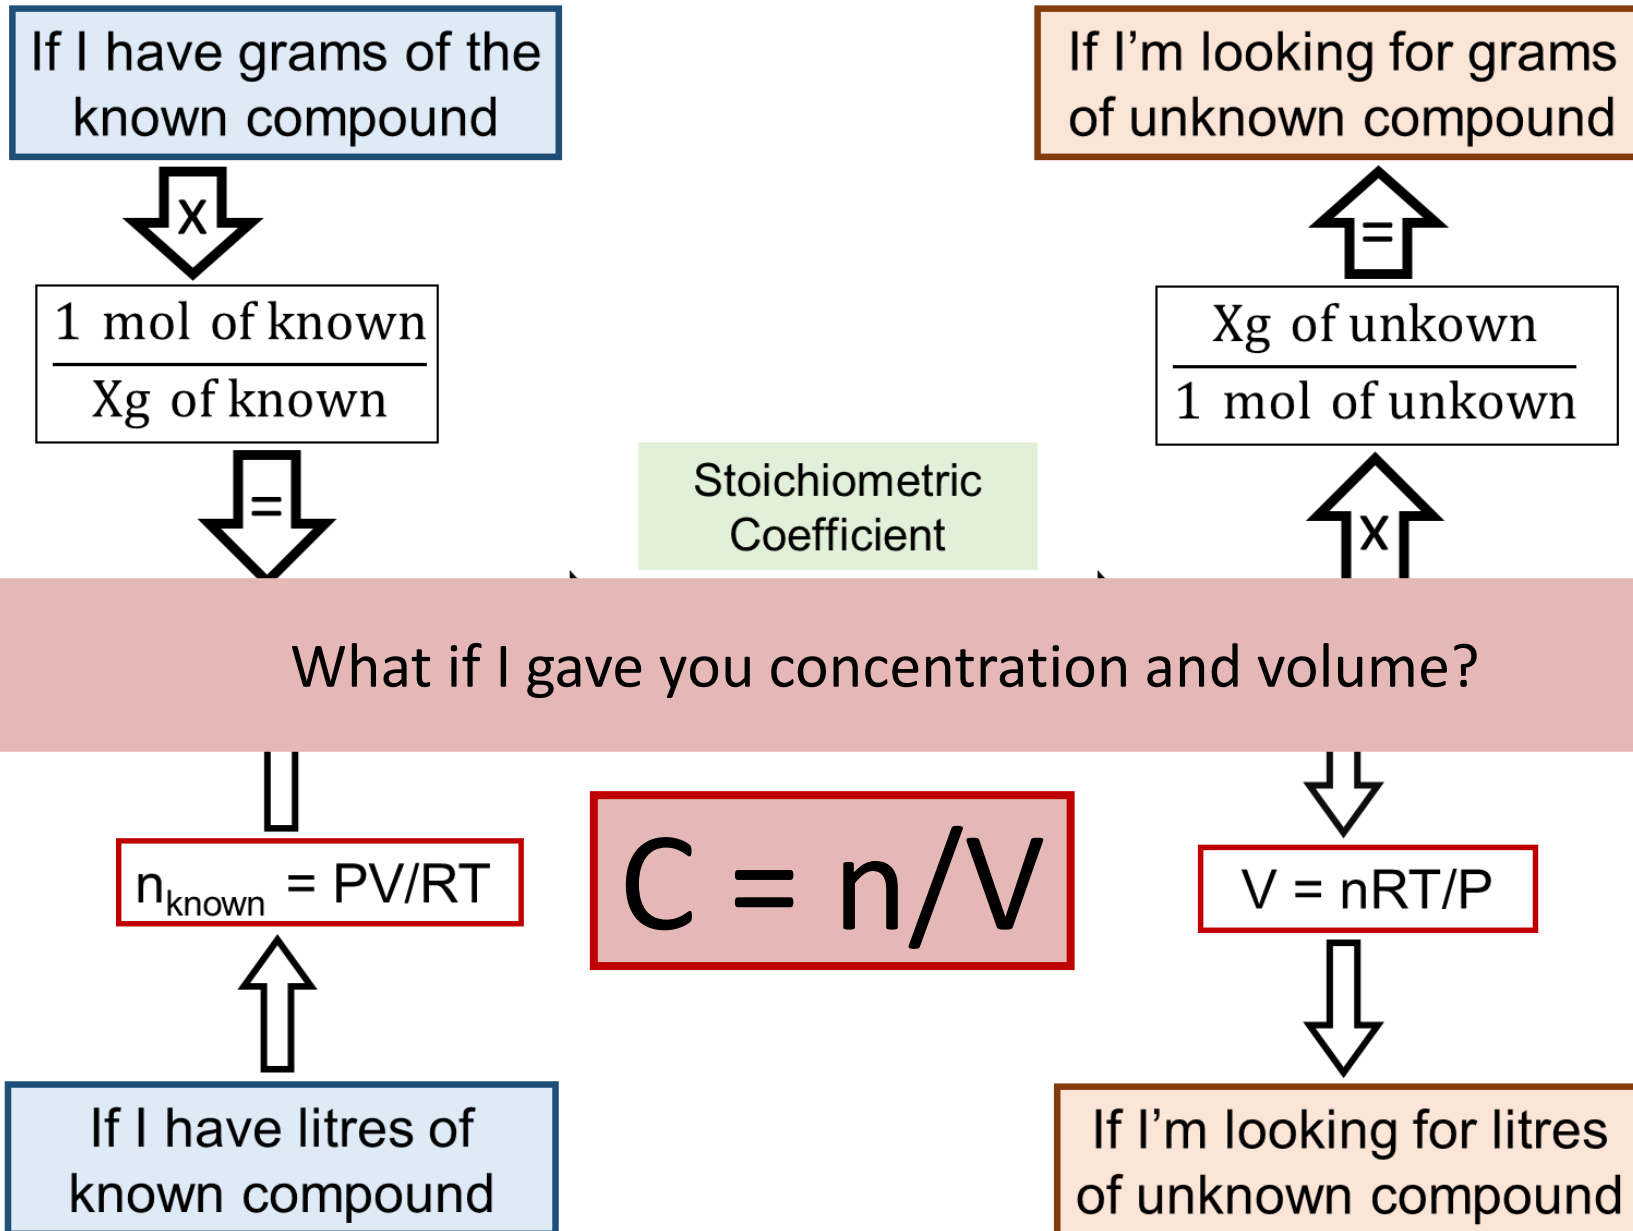 If I have grams of the
known compound
If I'm looking for grams
of unknown compound
x
=
1 mol of known
Xg of known
Xg of unkown
1 mol of unkown
=
Stoichiometric
Coefficient
x
What if I gave you concentration and volume?
n_known = PV/RT
C = n/V
V = nRT/P
If I have litres of
known compound
If I'm looking for litres
of unknown compound